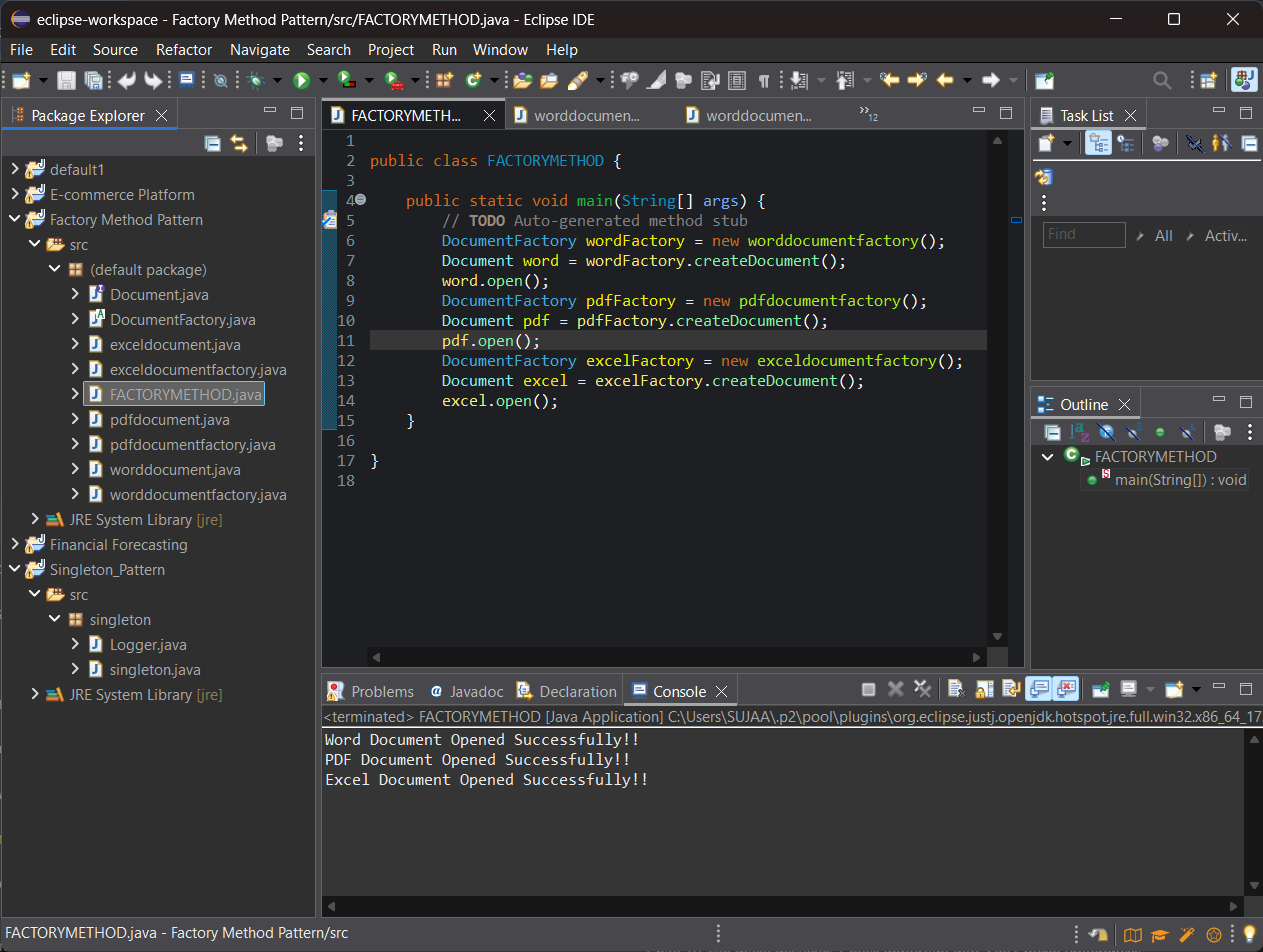 eclipse-workspace - Factory Method Pattern/src/FACTORYMETHOD.java - Eclipse IDE
File Edit Source Refactor Navigate Search Project Run Window Help
Package Explorer
default1
E-commerce Platform
Factory Method Pattern
src
(default package)
Document.java
DocumentFactory.java
exceldocument.java
exceldocumentfactory.java
FACTORYMETHOD.java
pdfdocument.java
pdfdocumentfactory.java
worddocument.java
worddocumentfactory.java
JRE System Library [jre]
Financial Forecasting
Singleton_Pattern
src
singleton
Logger.java
singleton.java
JRE System Library [jre]
FACTORYMETH... worddocumen... worddocumen... »12
1
2 public class FACTORYMETHOD {
3
4 public static void main(String[] args) {
5 // TODO Auto-generated method stub
6 DocumentFactory wordFactory = new worddocumentfactory();
7 Document word = wordFactory.createDocument();
8 word.open();
9 DocumentFactory pdfFactory = new pdfdocumentfactory();
10 Document pdf = pdfFactory.createDocument();
11 pdf.open();
12 DocumentFactory excelFactory = new exceldocumentfactory();
13 Document excel = excelFactory.createDocument();
14 excel.open();
15 }
16
17 }
18
Task List
Find All Activ...
Outline
FACTORYMETHOD
main(String[]) : void
Problems Javadoc Declaration Console
<terminated> FACTORYMETHOD [Java Application] C:\Users\SUJAA\.p2\pool\plugins\org.eclipse.justj.openjdk.hotspot.jre.full.win32.x86_64_17
Word Document Opened Successfully!!
PDF Document Opened Successfully!!
Excel Document Opened Successfully!!
FACTORYMETHOD.java - Factory Method Pattern/src